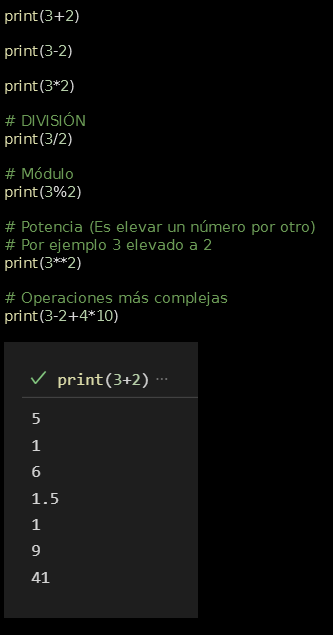 print(3+2)
print(3-2)
print(3*2)
# DIVISIÓN
print(3/2)
# Módulo
print(3%2)
# Potencia (Es elevar un número por otro)
# Por ejemplo 3 elevado a 2
print(3**2)
# Operaciones más complejas
print(3-2+4*10)
✓ print(3+2) ···
5
1
6
1.5
1
9
41